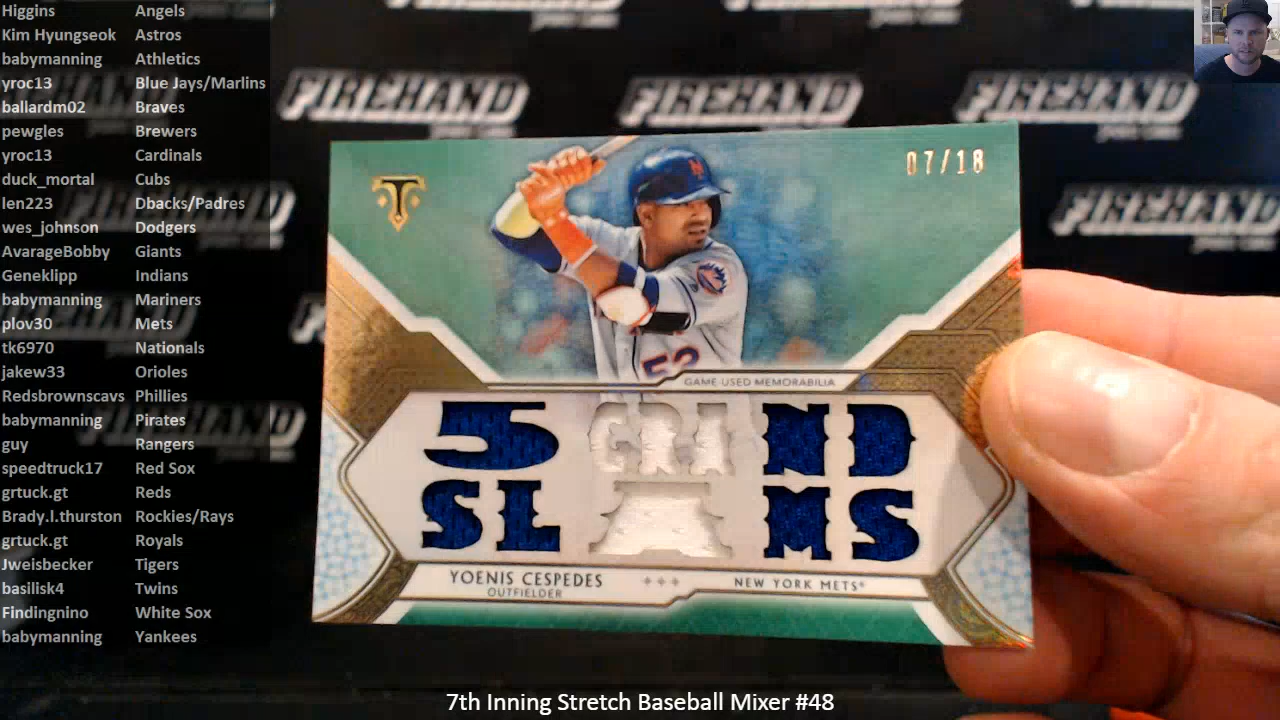 Higgins Angels
Kim Hyungseok Astros
babymanning Athletics
yroc13 Blue Jays/Marlins
ballardm02 Braves
pewgles Brewers
yroc13 Cardinals
duck_mortal Cubs
len223 Dbacks/Padres
wes_johnson Dodgers
AvarageBobby Giants
Geneklipp Indians
babymanning Mariners
plov30 Mets
tk6970 Nationals
jakew33 Orioles
Redsbrownscavs Phillies
babymanning Pirates
guy Rangers
speedtruck17 Red Sox
grtuck.gt Reds
Brady.l.thurston Rockies/Rays
grtuck.gt Royals
Jweisbecker Tigers
basilisk4 Twins
Findingnino White Sox
babymanning Yankees
FIREHAND FIREHAND FIREHAND
FIREHAND
T
07/18
52
GAME USED MEMORABILIA
5 GRAND
SLAMS
YOENIS CESPEDES
OUTFIELDER
NEW YORK METS
7th Inning Stretch Baseball Mixer #48